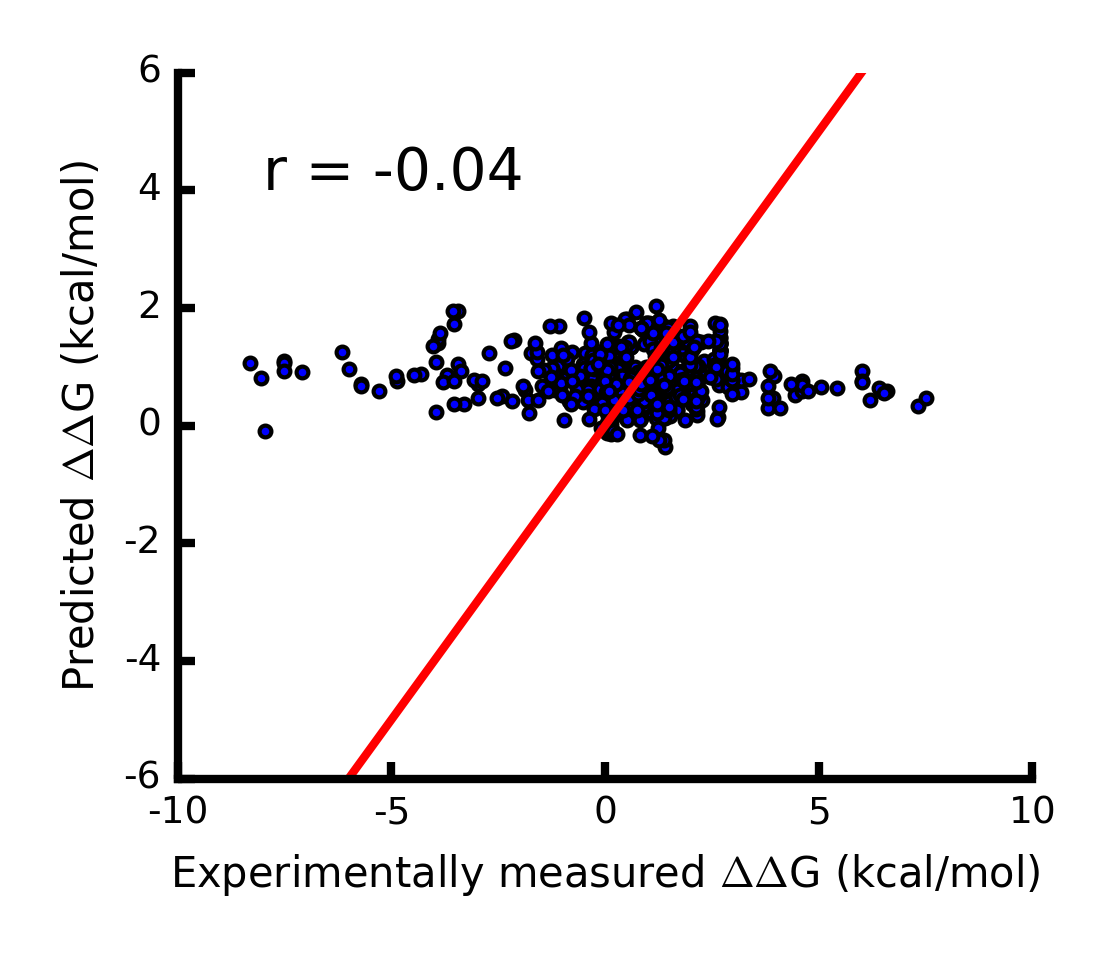 6
4
2
0
-2
-4
-6
r = -0.04
Predicted ΔΔG (kcal/mol)
-10 -5 0 5 10
Experimentally measured ΔΔG (kcal/mol)